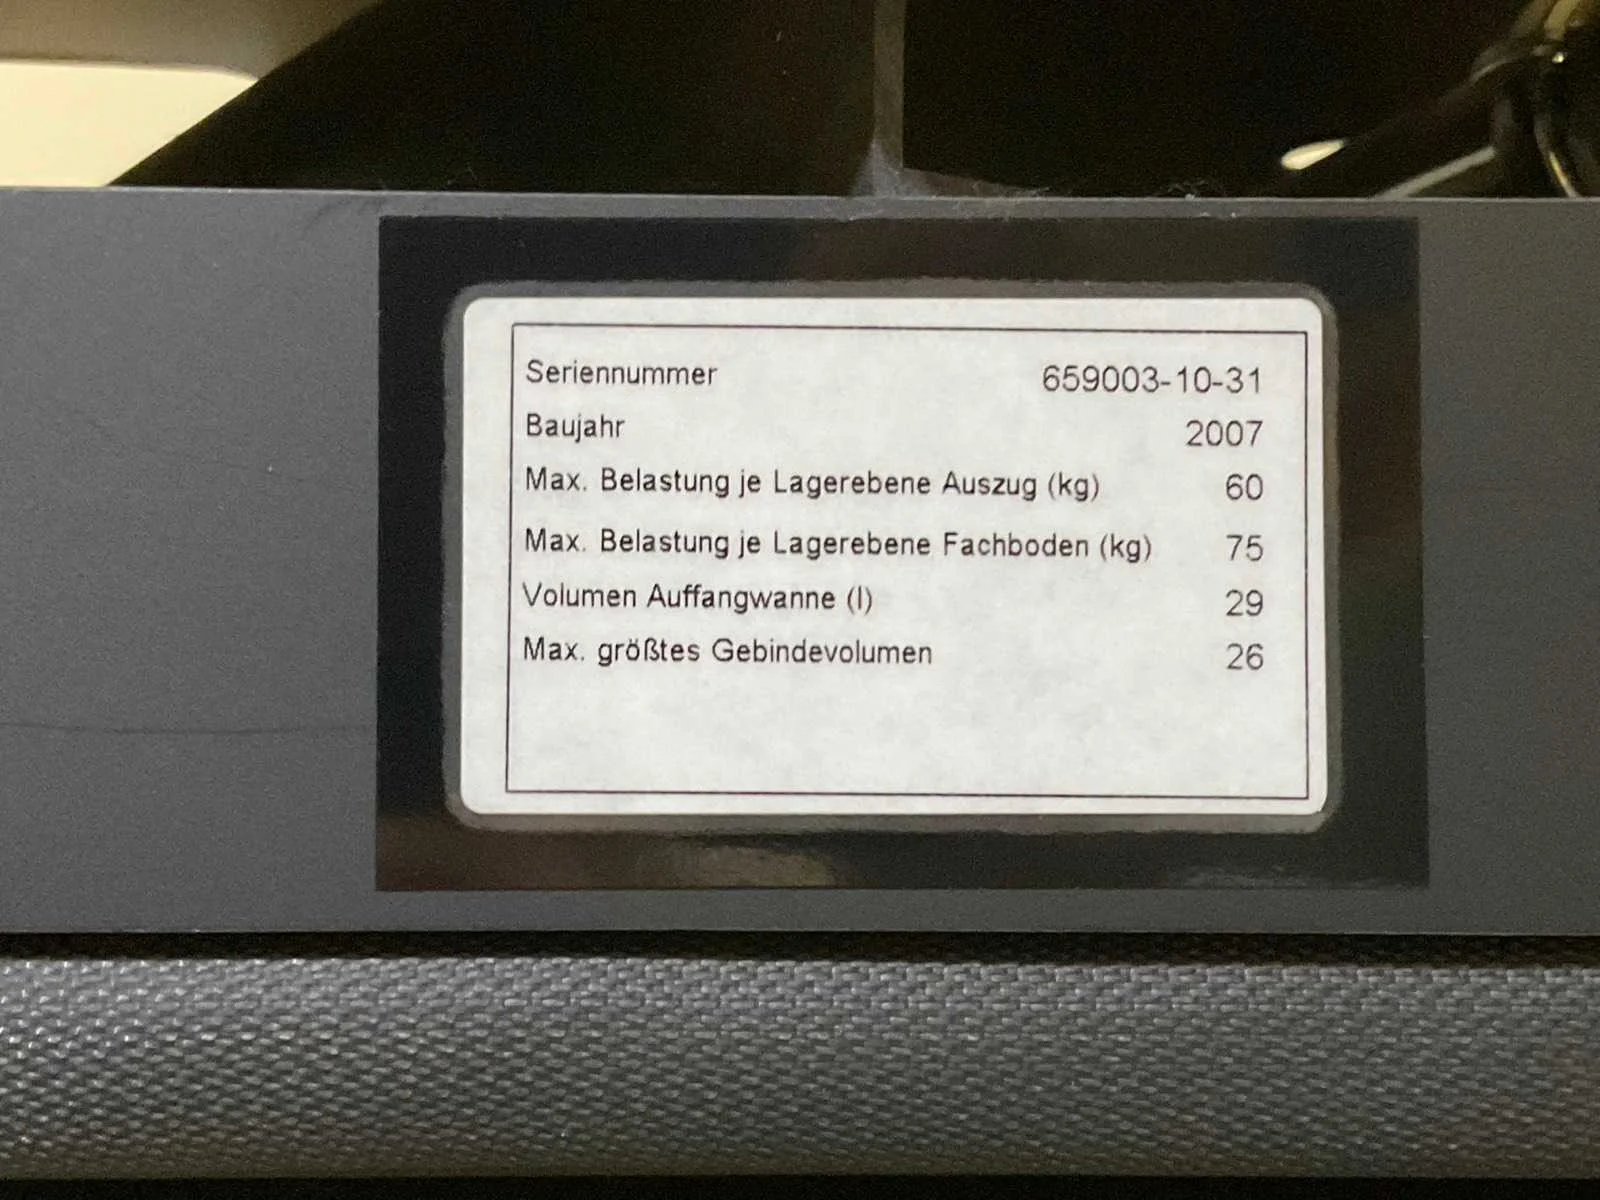 Seriennummer 659003-10-31
Baujahr 2007
Max. Belastung je Lagerebene Auszug (kg) 60
Max. Belastung je Lagerebene Fachboden (kg) 75
Volumen Auffangwanne (l) 29
Max. größtes Gebindevolumen 26